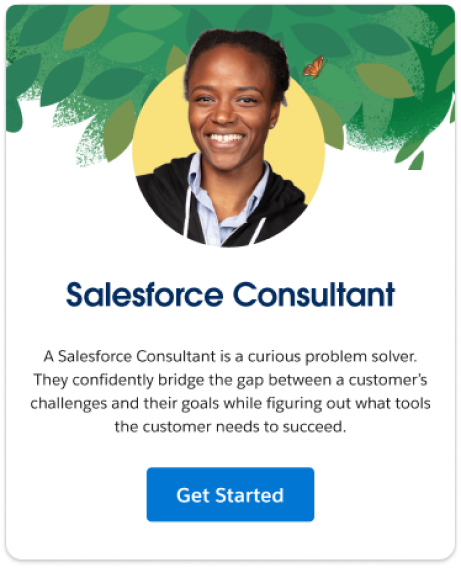 Salesforce Consultant
A Salesforce Consultant is a curious problem solver.
They confidently bridge the gap between a customer’s
challenges and their goals while figuring out what tools
the customer needs to succeed.
Get Started